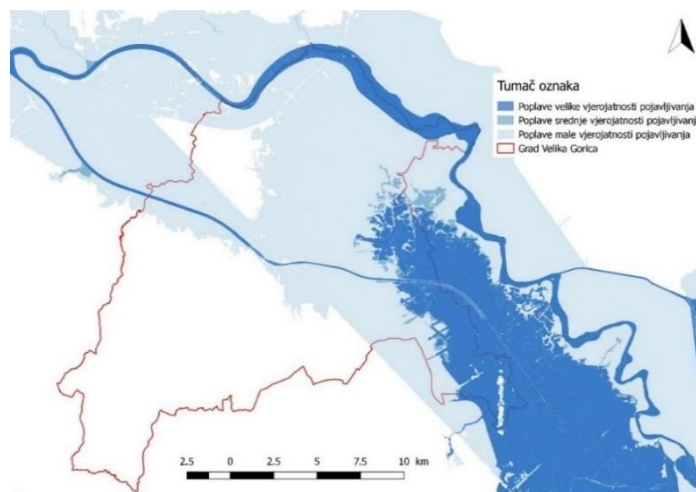 Tumač oznaka
Poplave velike vjerojatnosti pojavljivanja
Poplave srednje vjerojatnosti pojavljivanja
Poplave male vjerojatnosti pojavljivanja
Grad Velika Gorica
2.5 0 2.5 5 7.5 10 km